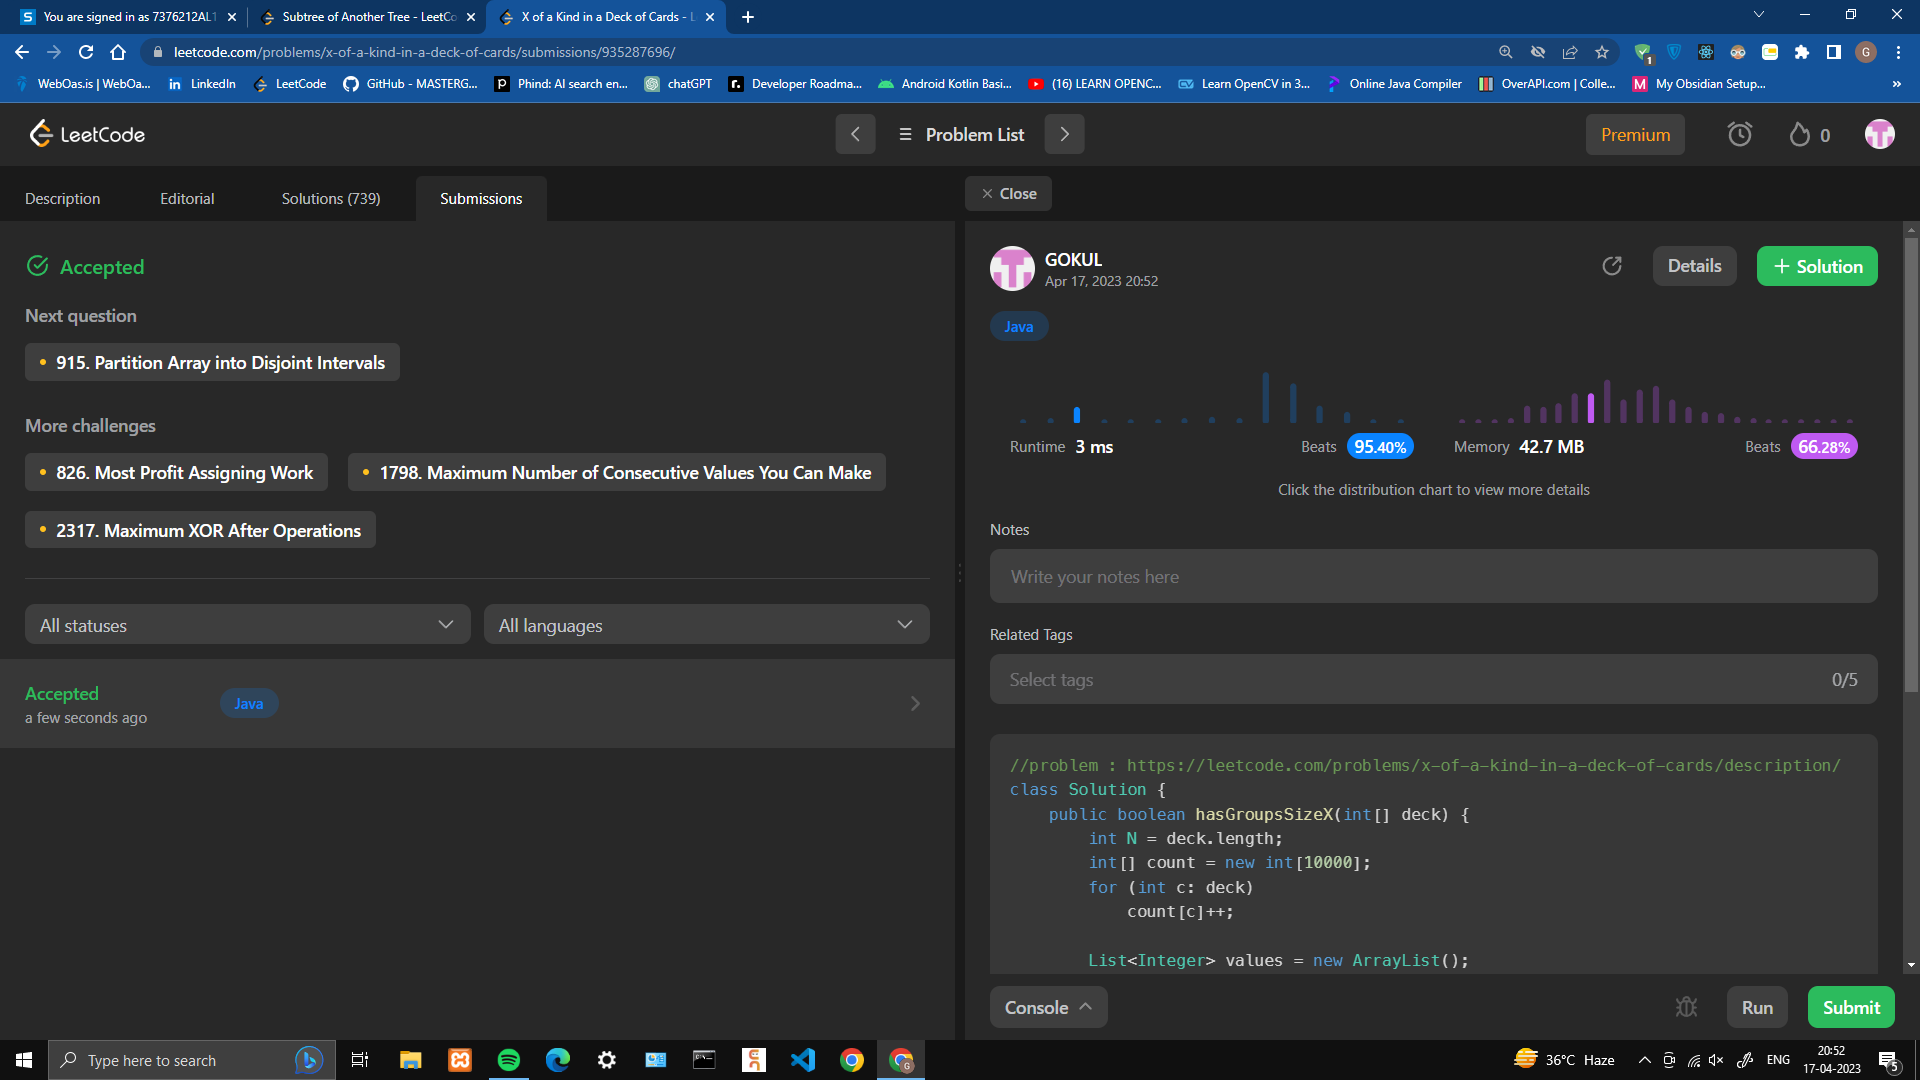 You are signed in as 7376212AL1
Subtree of Another Tree - LeetCo
X of a Kind in a Deck of Cards - L
leetcode.com/problems/x-of-a-kind-in-a-deck-of-cards/submissions/935287696/
1
G
WebOas.is | WebOa...
LinkedIn
LeetCode
GitHub - MASTERG...
Phind: AI search en...
chatGPT
Developer Roadma...
Android Kotlin Basi...
(16) LEARN OPENC...
Learn OpenCV in 3...
Online Java Compiler
OverAPI.com | Colle...
My Obsidian Setup...
»
LeetCode
Problem List
Premium
0
Description
Editorial
Solutions (739)
Submissions
Close
Accepted
Next question
915. Partition Array into Disjoint Intervals
More challenges
826. Most Profit Assigning Work
1798. Maximum Number of Consecutive Values You Can Make
2317. Maximum XOR After Operations
All statuses
All languages
Accepted
a few seconds ago
Java
GOKUL
Apr 17, 2023 20:52
Details
+ Solution
Java
Runtime 3 ms
Beats 95.40%
Memory 42.7 MB
Beats 66.28%
Click the distribution chart to view more details
Notes
Write your notes here
Related Tags
Select tags
0/5
//problem : https://leetcode.com/problems/x-of-a-kind-in-a-deck-of-cards/description/
class Solution {
public boolean hasGroupsSizeX(int[] deck) {
int N = deck.length;
int[] count = new int[10000];
for (int c: deck)
count[c]++;
List<Integer> values = new ArrayList();
Console
Run
Submit
Type here to search
36°C Haze
ENG
20:52
17-04-2023
5